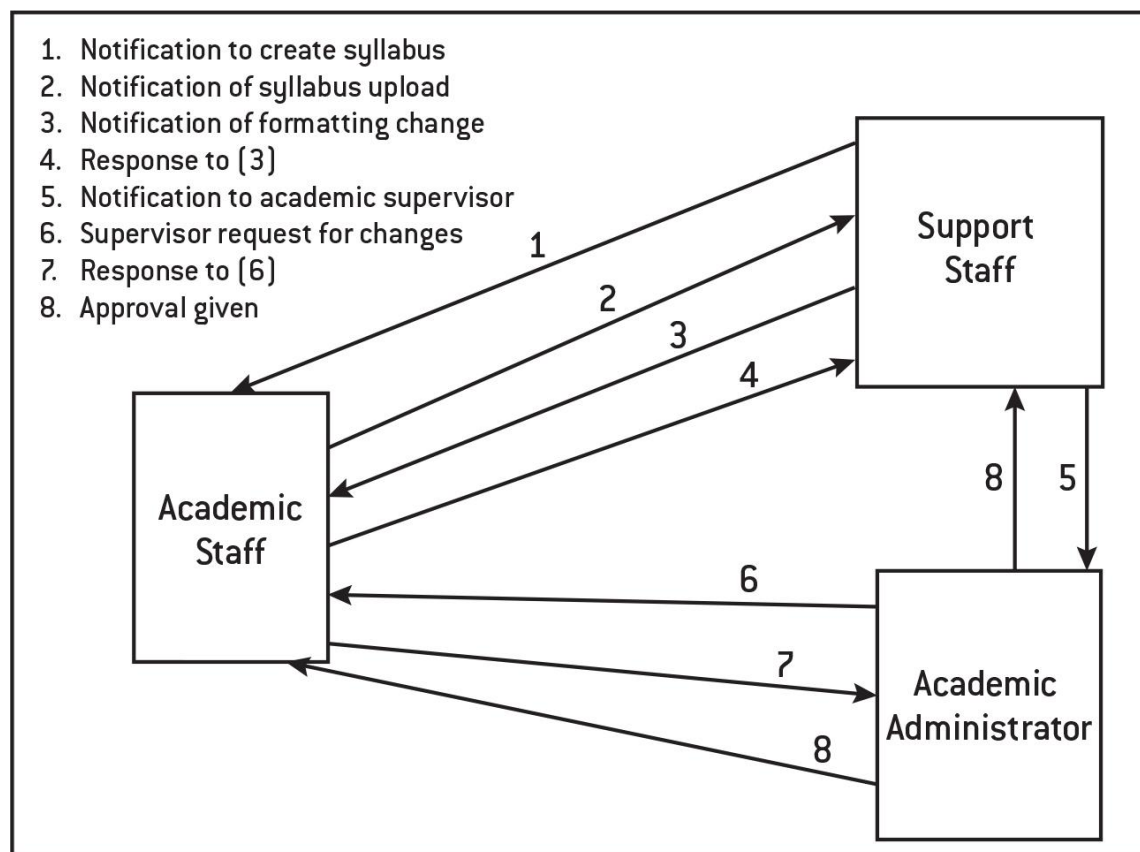 1. Notification to create syllabus
2. Notification of syllabus upload
3. Notification of formatting change
4. Response to (3)
5. Notification to academic supervisor
6. Supervisor request for changes
7. Response to (6)
8. Approval given
Support
Staff
1
2
3
4
8
5
Academic
Staff
6
7
8
Academic
Administrator